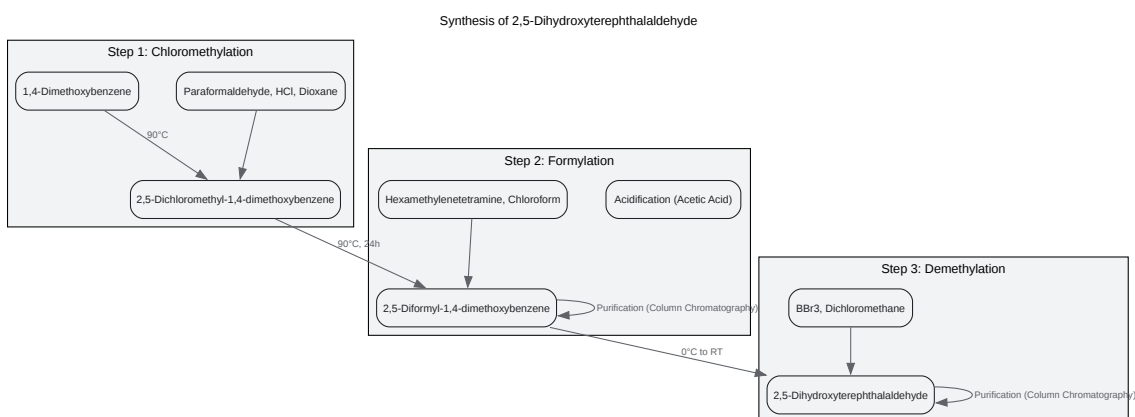 Synthesis of 2,5-Dihydroxyterephthalaldehyde
Step 1: Chloromethylation
1,4-Dimethoxybenzene
Paraformaldehyde, HCl, Dioxane
90°C
2,5-Dichloromethyl-1,4-dimethoxybenzene
Step 2: Formylation
Hexamethylenetetramine, Chloroform
Acidification (Acetic Acid)
90°C, 24h
2,5-Diformyl-1,4-dimethoxybenzene
Purification (Column Chromatography)
Step 3: Demethylation
BBr3, Dichloromethane
0°C to RT
2,5-Dihydroxyterephthalaldehyde
Purification (Column Chromatography)